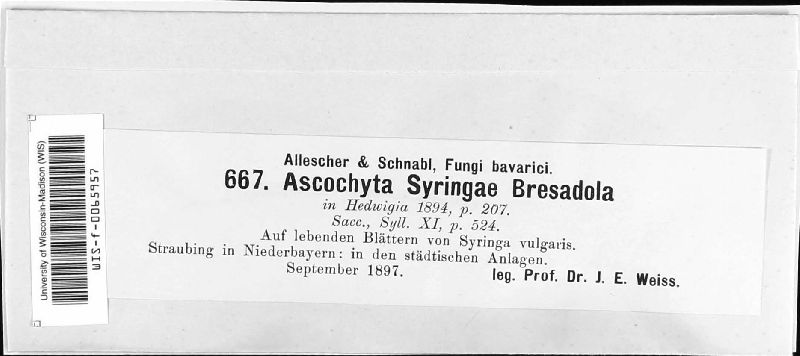 Allescher & Schnabl, Fungi bavarici.
667. Ascochyta Syringae Bresadola
in Hedwigia 1894, p. 207.
Sacc., Syll. XI, p. 524.
Auf lebenden Blättern von Syringa vulgaris.
Straubing in Niederbayern: in den städtischen Anlagen.
September 1897. leg. Prof. Dr. J. E. Weiss.
University of Wisconsin-Madison (WIS)
WIS-f-0065957